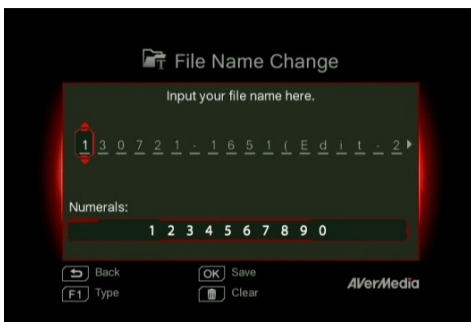 File Name Change
Input your file name here.
130721-1651(Edit-2
Numerals:
1 2 3 4 5 6 7 8 9 0
Back OK Save
F1 Type Clear
AVerMedia